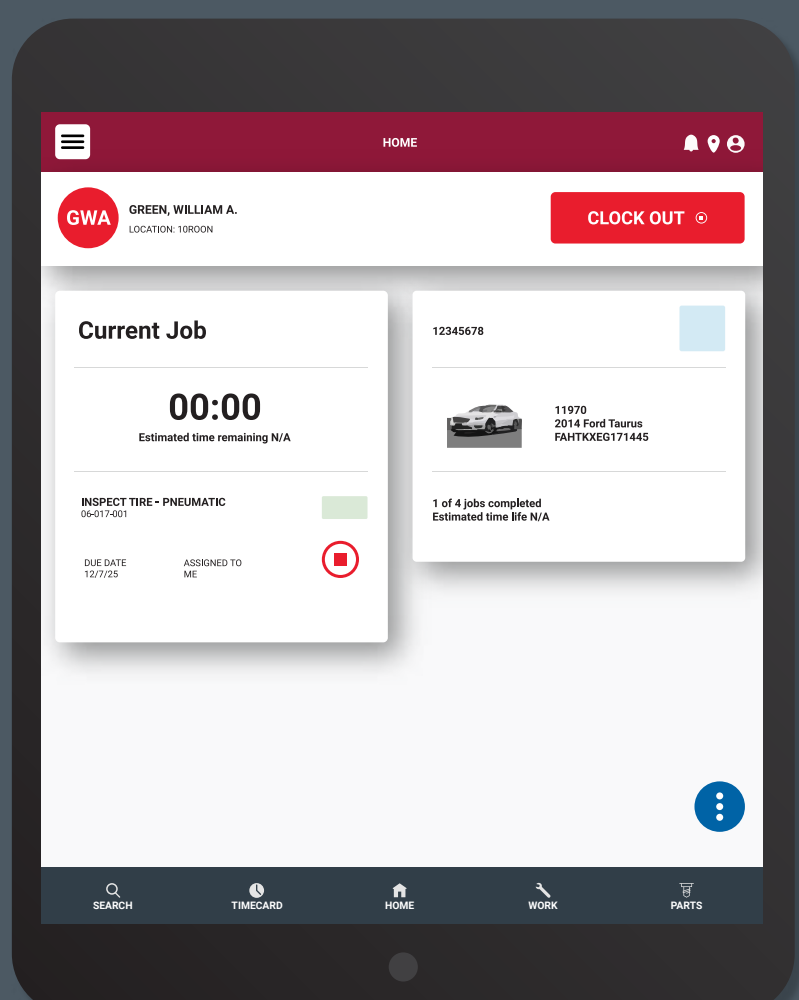 HOME
GWA
GREEN, WILLIAM A.
LOCATION: 10ROON
CLOCK OUT
Current Job
00:00
Estimated time remaining N/A
INSPECT TIRE - PNEUMATIC
06-017-001
DUE DATE
12/7/25
ASSIGNED TO
ME
12345678
11970
2014 Ford Taurus
FAHTKXEG171445
1 of 4 jobs completed
Estimated time life N/A
SEARCH
TIMECARD
HOME
WORK
PARTS